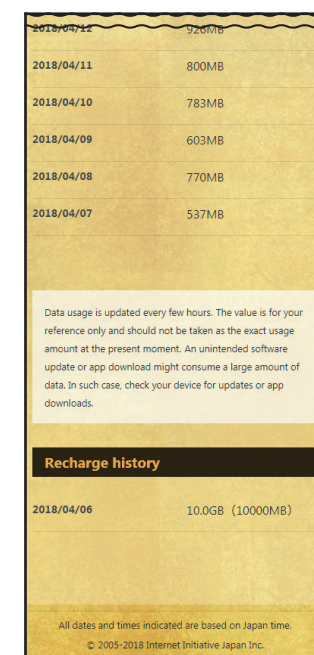 2018/04/12 926MB
2018/04/11 800MB
2018/04/10 783MB
2018/04/09 603MB
2018/04/08 770MB
2018/04/07 537MB
Data usage is updated every few hours. The value is for your
reference only and should not be taken as the exact usage
amount at the present moment. An unintended software
update or app download might consume a large amount of
data. In such case, check your device for updates or app
downloads.
Recharge history
2018/04/06 10.0GB（10000MB）
All dates and times indicated are based on Japan time.
© 2005-2018 Internet Initiative Japan Inc.